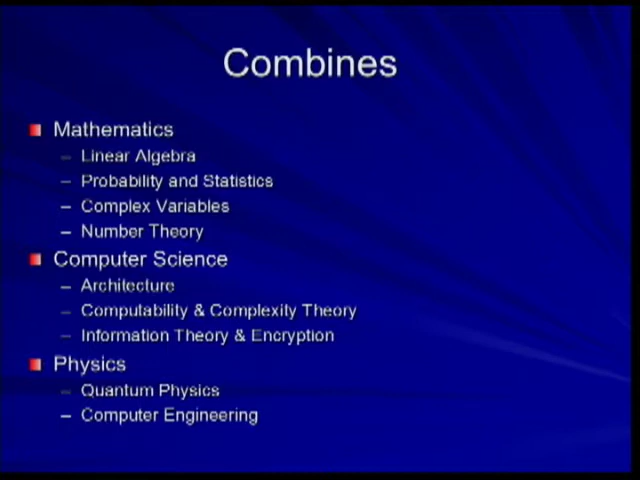 Combines
Mathematics
– Linear Algebra
– Probability and Statistics
– Complex Variables
– Number Theory
Computer Science
– Architecture
– Computability & Complexity Theory
– Information Theory & Encryption
Physics
– Quantum Physics
– Computer Engineering